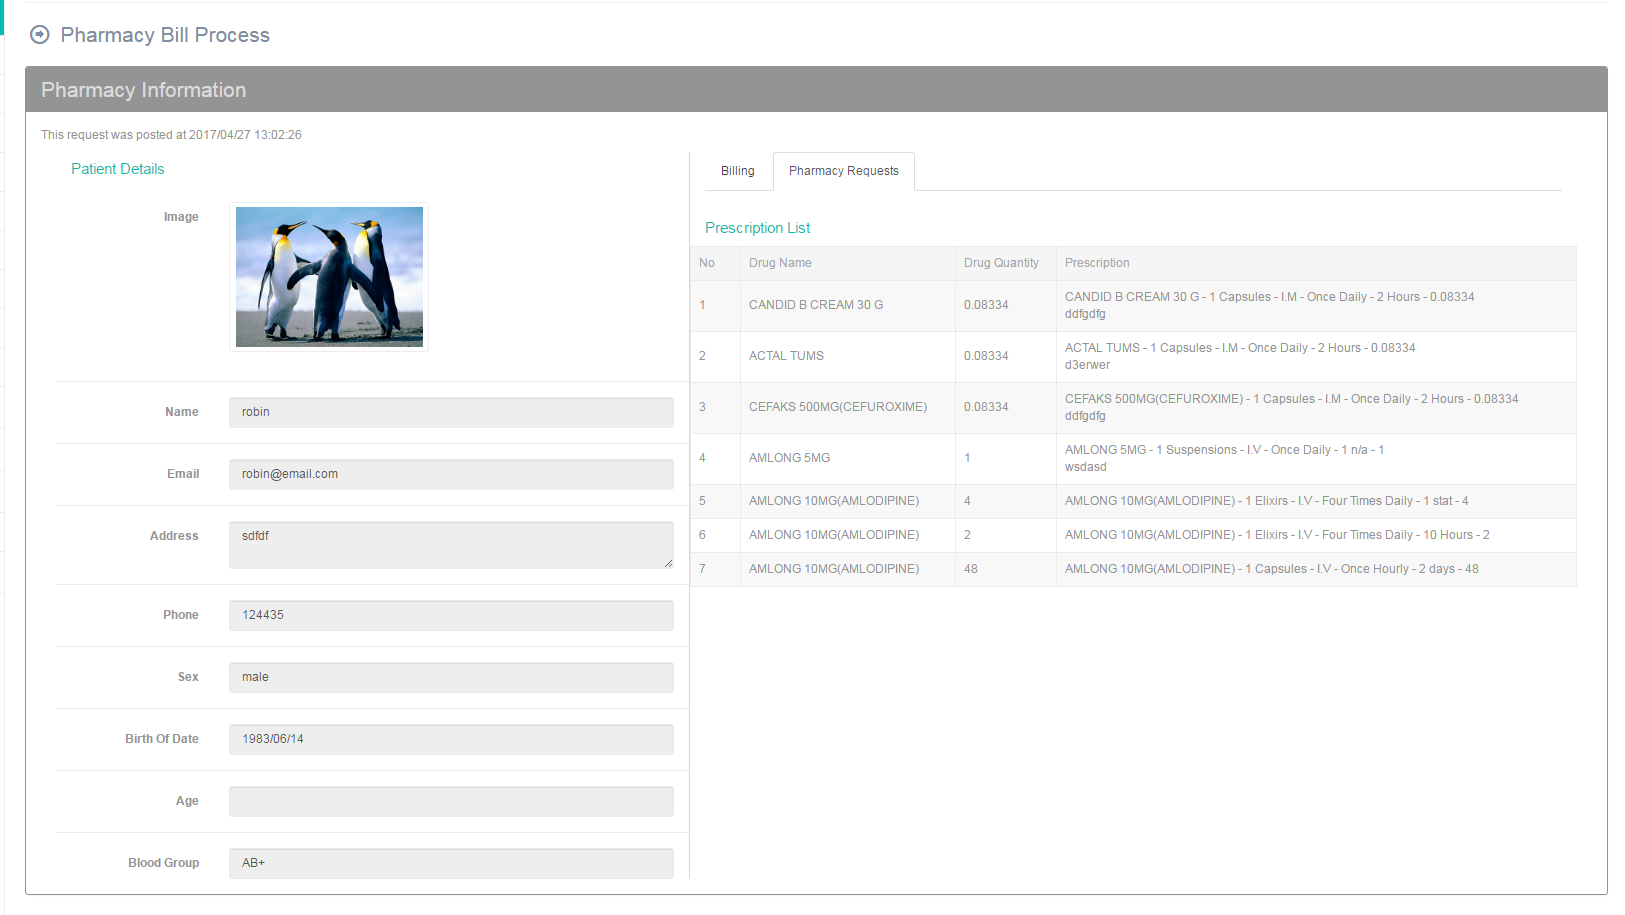 Pharmacy Bill Process
Pharmacy Information
This request was posted at 2017/04/27 13:02:26
Patient Details
Image
Name robin
Email robin@email.com
Address sdfdf
Phone 124435
Sex male
Birth Of Date 1983/06/14
Age
Blood Group AB+
Billing Pharmacy Requests
Prescription List
No Drug Name Drug Quantity Prescription
1 CANDID B CREAM 30 G 0.08334 CANDID B CREAM 30 G - 1 Capsules - I.M - Once Daily - 2 Hours - 0.08334
ddfgdfg
2 ACTAL TUMS 0.08334 ACTAL TUMS - 1 Capsules - I.M - Once Daily - 2 Hours - 0.08334
d3erwer
3 CEFAKS 500MG(CEFUROXIME) 0.08334 CEFAKS 500MG(CEFUROXIME) - 1 Capsules - I.M - Once Daily - 2 Hours - 0.08334
ddfgdfg
4 AMLONG 5MG 1 AMLONG 5MG - 1 Suspensions - I.V - Once Daily - 1 n/a - 1
wsdasd
5 AMLONG 10MG(AMLODIPINE) 4 AMLONG 10MG(AMLODIPINE) - 1 Elixirs - I.V - Four Times Daily - 1 stat - 4
6 AMLONG 10MG(AMLODIPINE) 2 AMLONG 10MG(AMLODIPINE) - 1 Elixirs - I.V - Four Times Daily - 10 Hours - 2
7 AMLONG 10MG(AMLODIPINE) 48 AMLONG 10MG(AMLODIPINE) - 1 Capsules - I.V - Once Hourly - 2 days - 48